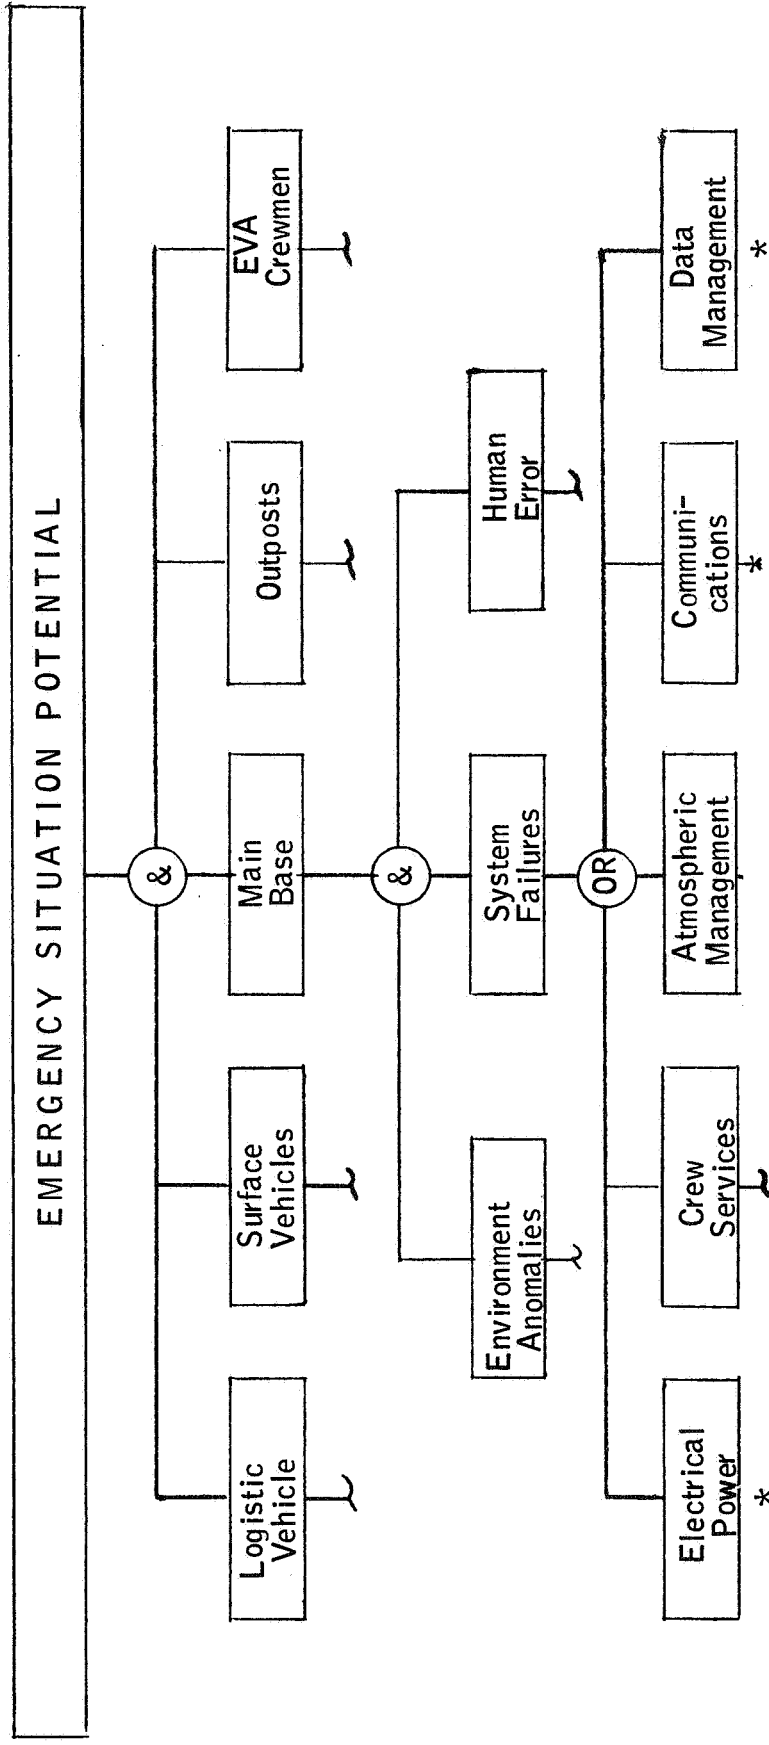 EMERGENCY SITUATION POTENTIAL
&
Logistic
Vehicle
Surface
Vehicles
Main
Base
Outposts
EVA
Crewmen
&
Environment
Anomalies
System
Failures
Human
Error
OR
Electrical
Power
Crew
Services
Atmospheric
Management
Communi-
cations
Data
Management
*
*
*